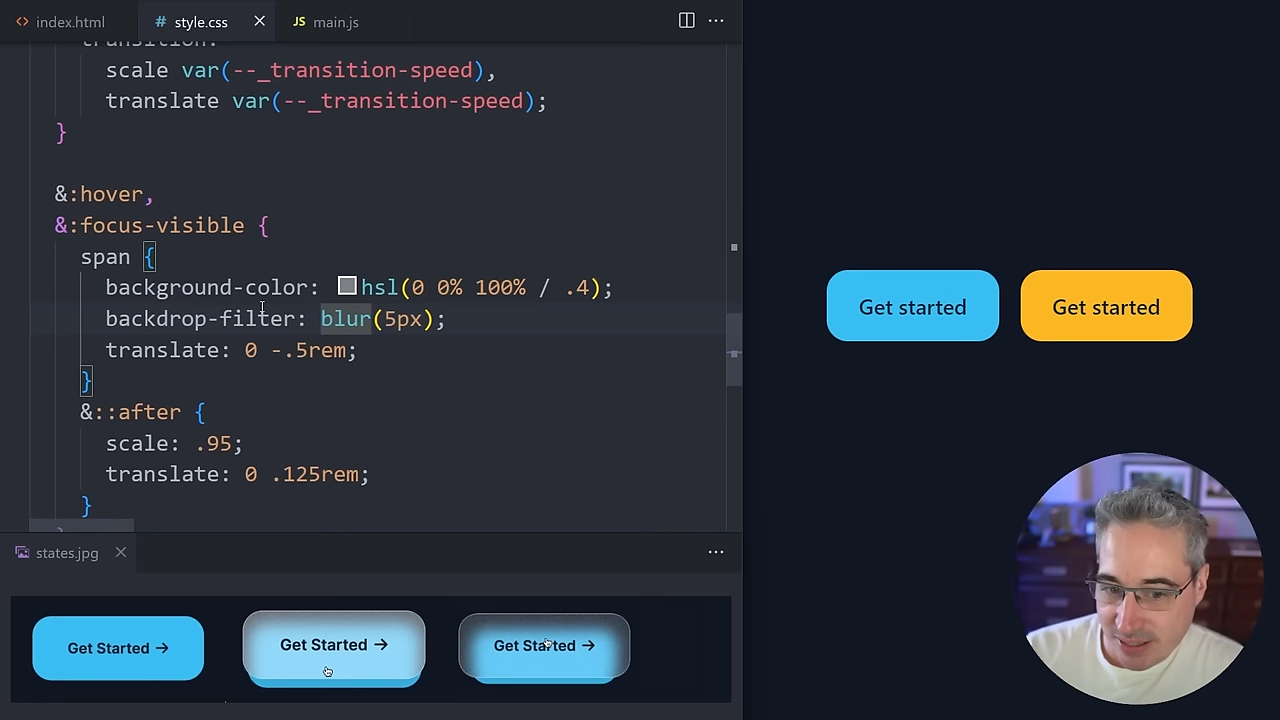 index.html
style.css
JS main.js
transition:
scale var(--_transition-speed),
translate var(--_transition-speed);
}
&:hover,
&:focus-visible {
span {
background-color: hsl(0 0% 100% / .4);
backdrop-filter: blur(5px);
translate: 0 -.5rem;
}
&::after {
scale: .95;
translate: 0 .125rem;
}
Get started
Get started
states.jpg
Get Started →
Get Started →
Get Started →